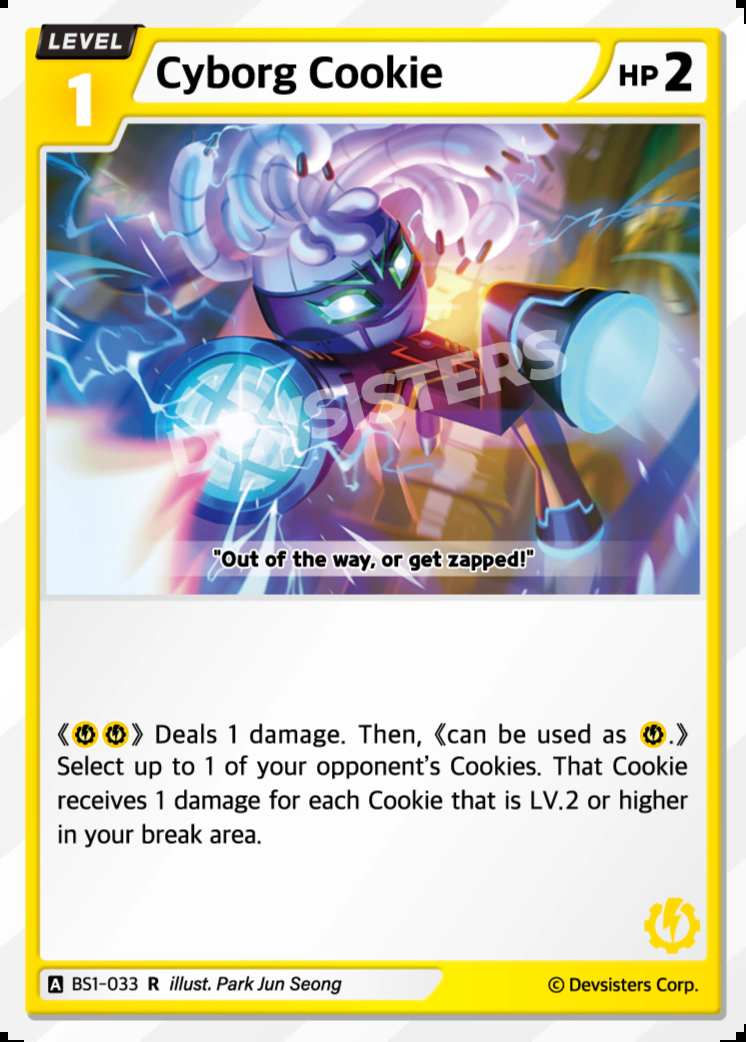 LEVEL
1
Cyborg Cookie
HP 2
DEVSISTERS
"Out of the way, or get zapped!"
《》 Deals 1 damage. Then, 《can be used as .》
Select up to 1 of your opponent's Cookies. That Cookie
receives 1 damage for each Cookie that is LV.2 or higher
in your break area.
A BS1-033 R illust. Park Jun Seong
© Devsisters Corp.